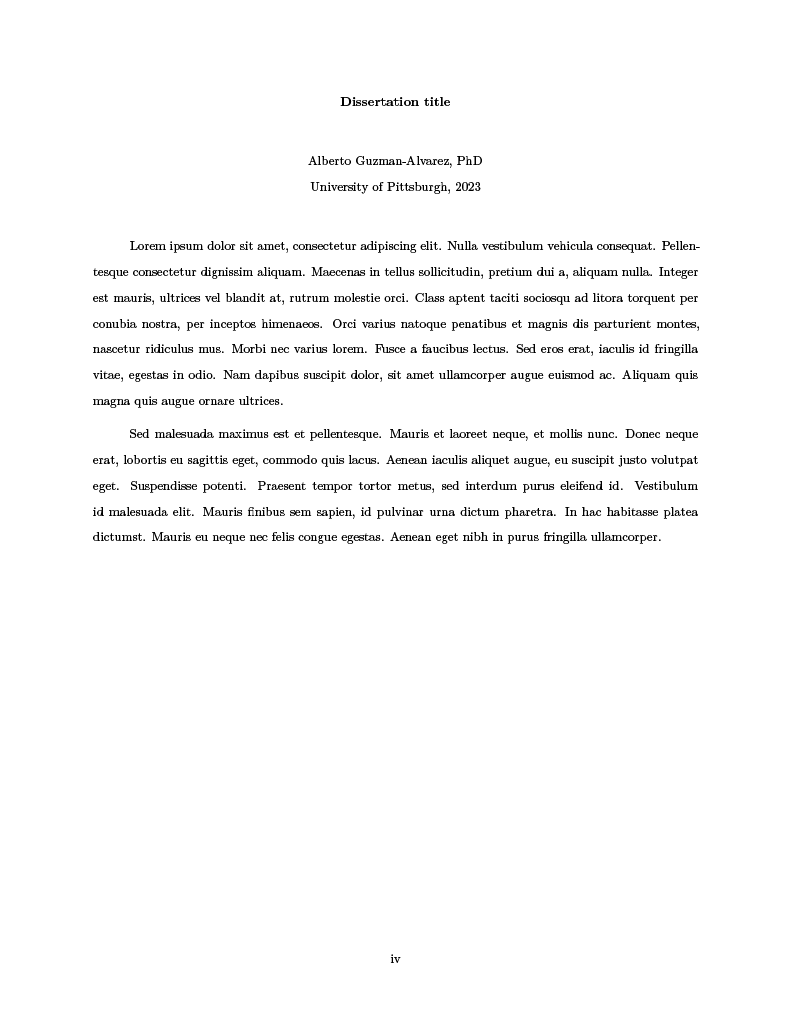 Dissertation title
Alberto Guzman-Alvarez, PhD
University of Pittsburgh, 2023
Lorem ipsum dolor sit amet, consectetur adipiscing elit. Nulla vestibulum vehicula consequat. Pellen-
tesque consectetur dignissim aliquam. Maecenas in tellus sollicitudin, pretium dui a, aliquam nulla. Integer
est mauris, ultrices vel blandit at, rutrum molestie orci. Class aptent taciti sociosqu ad litora torquent per
conubia nostra, per inceptos himenaeos. Orci varius natoque penatibus et magnis dis parturient montes,
nascetur ridiculus mus. Morbi nec varius lorem. Fusce a faucibus lectus. Sed eros erat, iaculis id fringilla
vitae, egestas in odio. Nam dapibus suscipit dolor, sit amet ullamcorper augue euismod ac. Aliquam quis
magna quis augue ornare ultrices.
Sed malesuada maximus est et pellentesque. Mauris et laoreet neque, et mollis nunc. Donec neque
erat, lobortis eu sagittis eget, commodo quis lacus. Aenean iaculis aliquet augue, eu suscipit justo volutpat
eget. Suspendisse potenti. Praesent tempor tortor metus, sed interdum purus eleifend id. Vestibulum
id malesuada elit. Mauris finibus sem sapien, id pulvinar urna dictum pharetra. In hac habitasse platea
dictumst. Mauris eu neque nec felis congue egestas. Aenean eget nibh in purus fringilla ullamcorper.
iv